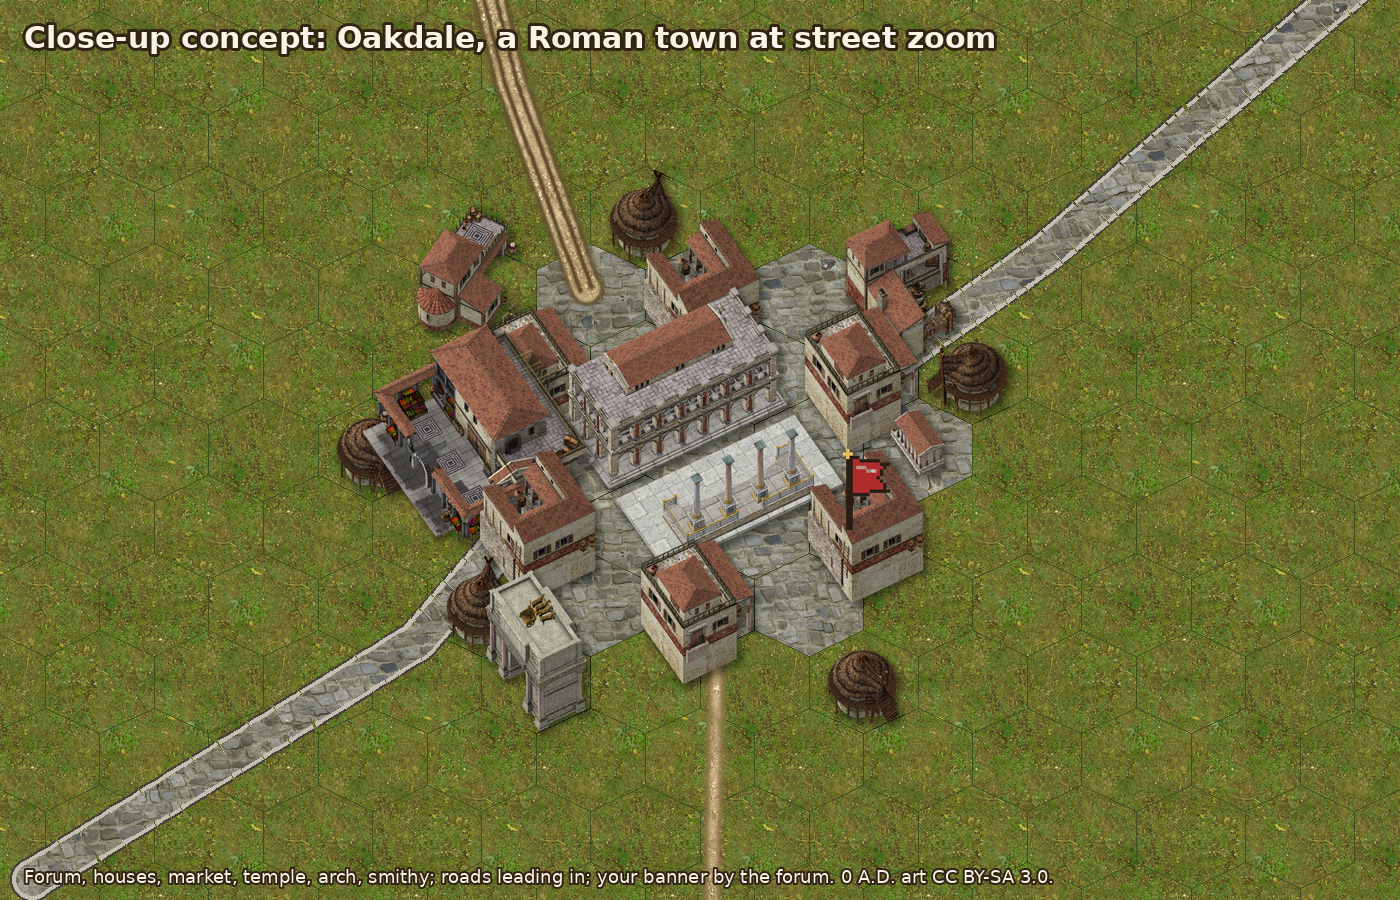 Close-up concept: Oakdale, a Roman town at street zoom
Forum, houses, market, temple, arch, smithy; roads leading in; your banner by the forum. 0 A.D. art CC BY-SA 3.0.